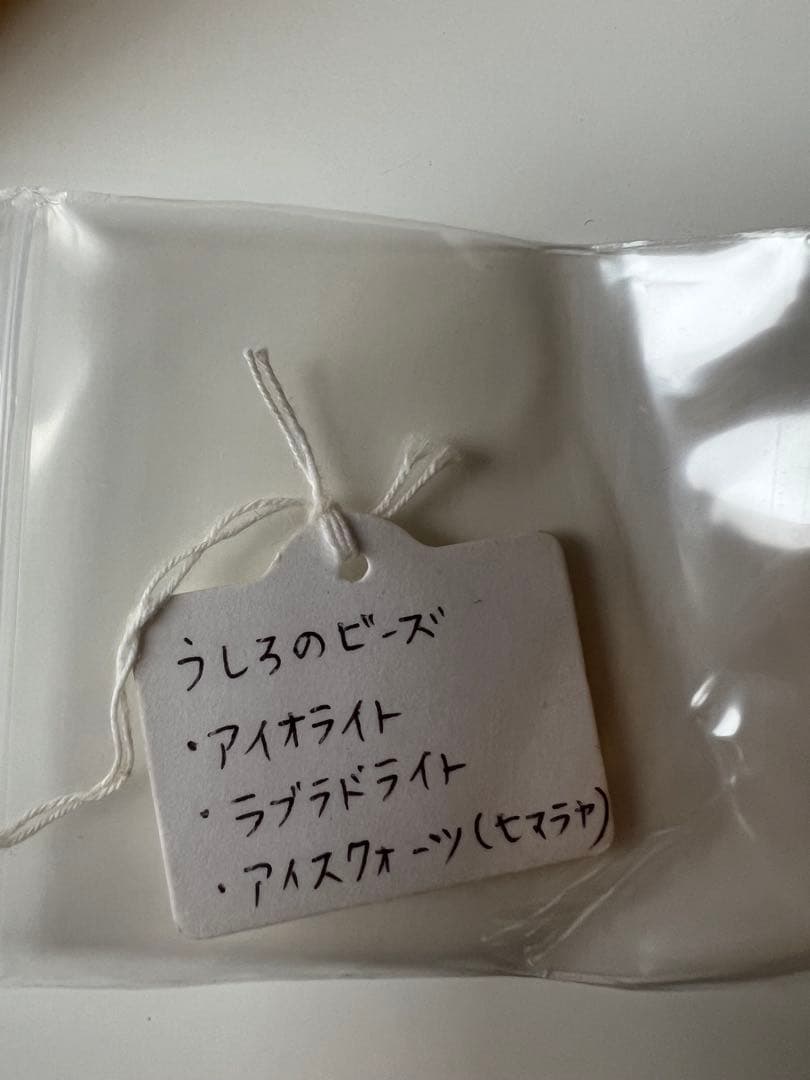 うしろのビーズ
・アイオライト
・ラブラドライト
・アイスクォーツ(ヒマラヤ)